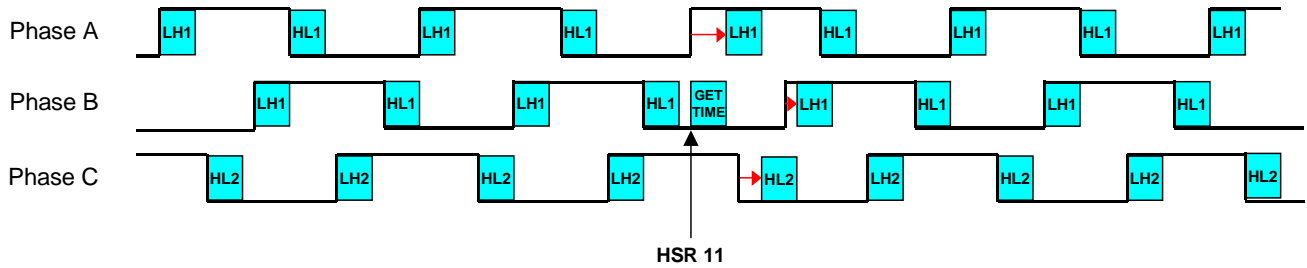 Phase A LH1 HL1 LH1 HL1 LH1 HL1 LH1 HL1 LH1
Phase B LH1 HL1 LH1 HL1 GET TIME LH1 HL1 LH1 HL1
Phase C HL2 LH2 HL2 LH2 HL2 LH2 HL2 LH2 HL2
HSR 11